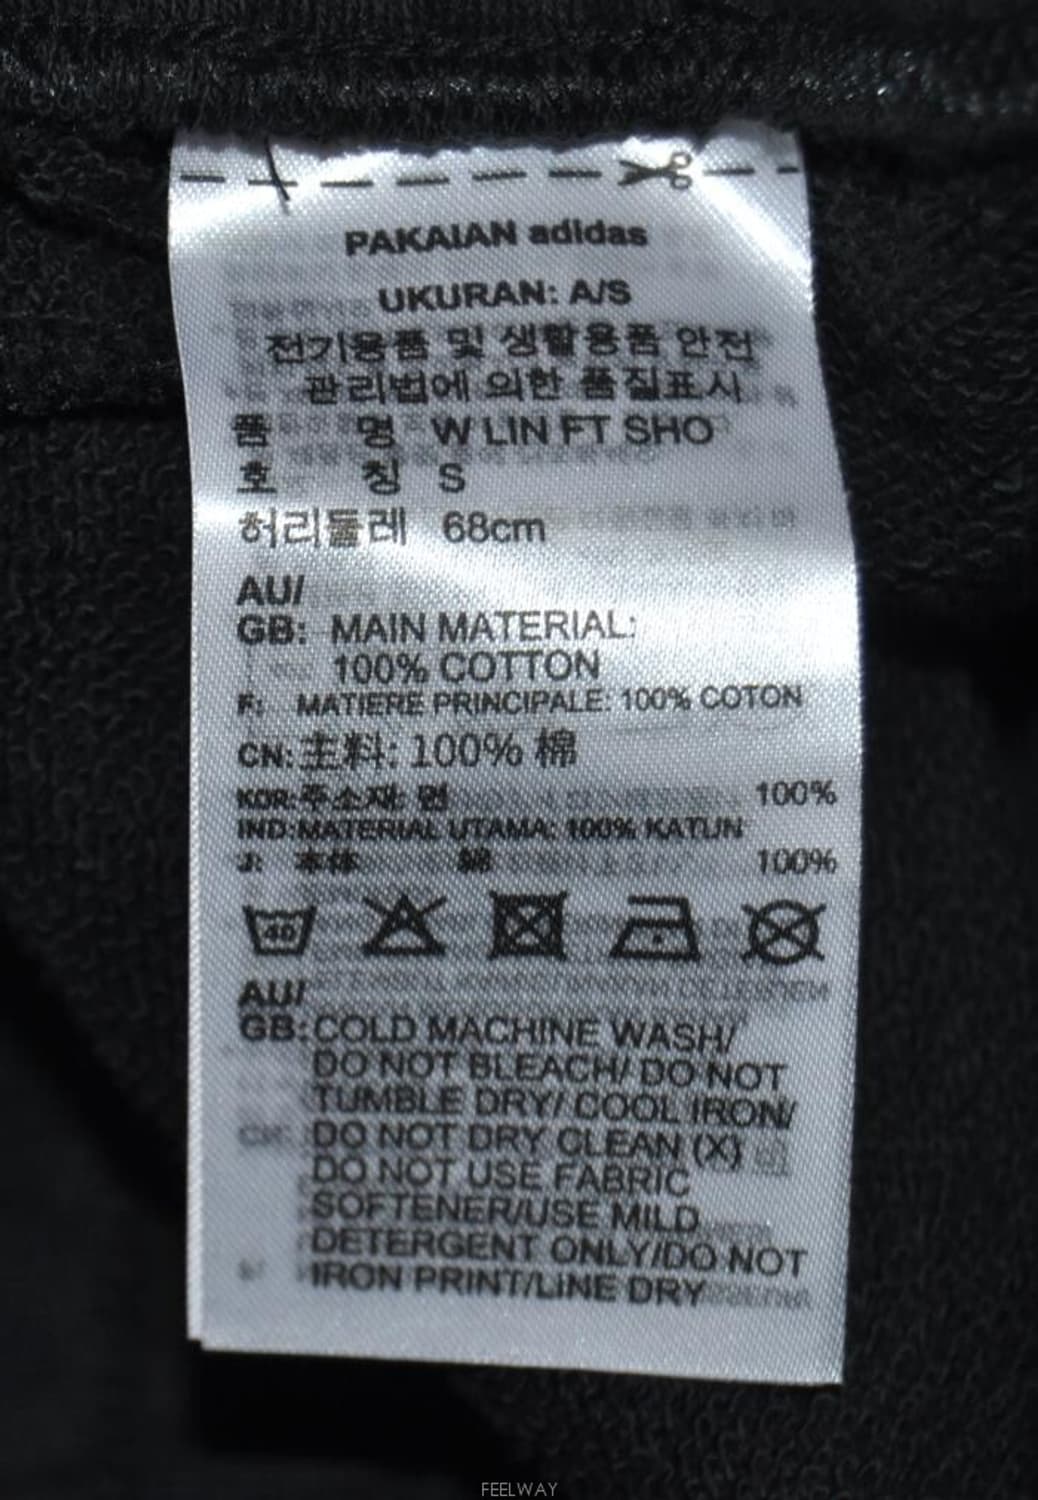 PAKAIAN adidas
UKURAN: A/S
전기용품 및 생활용품 안전
관리법에 의한 품질표시
품 명 W LIN FT SHO
호 칭 S
허리둘레 68cm
AU/
GB: MAIN MATERIAL:
100% COTTON
F: MATIERE PRINCIPALE: 100% COTON
CN: 主料: 100% 棉
KOR: 주소재: 면 100%
IND: MATERIAL UTAMA: 100% KATUN
J: 本体 綿 100%
40
AU/
GB: COLD MACHINE WASH/
DO NOT BLEACH/ DO NOT
TUMBLE DRY/ COOL IRON/
DO NOT DRY CLEAN (X)
DO NOT USE FABRIC
SOFTENER/USE MILD
DETERGENT ONLY/DO NOT
IRON PRINT/LINE DRY
FEELWAY